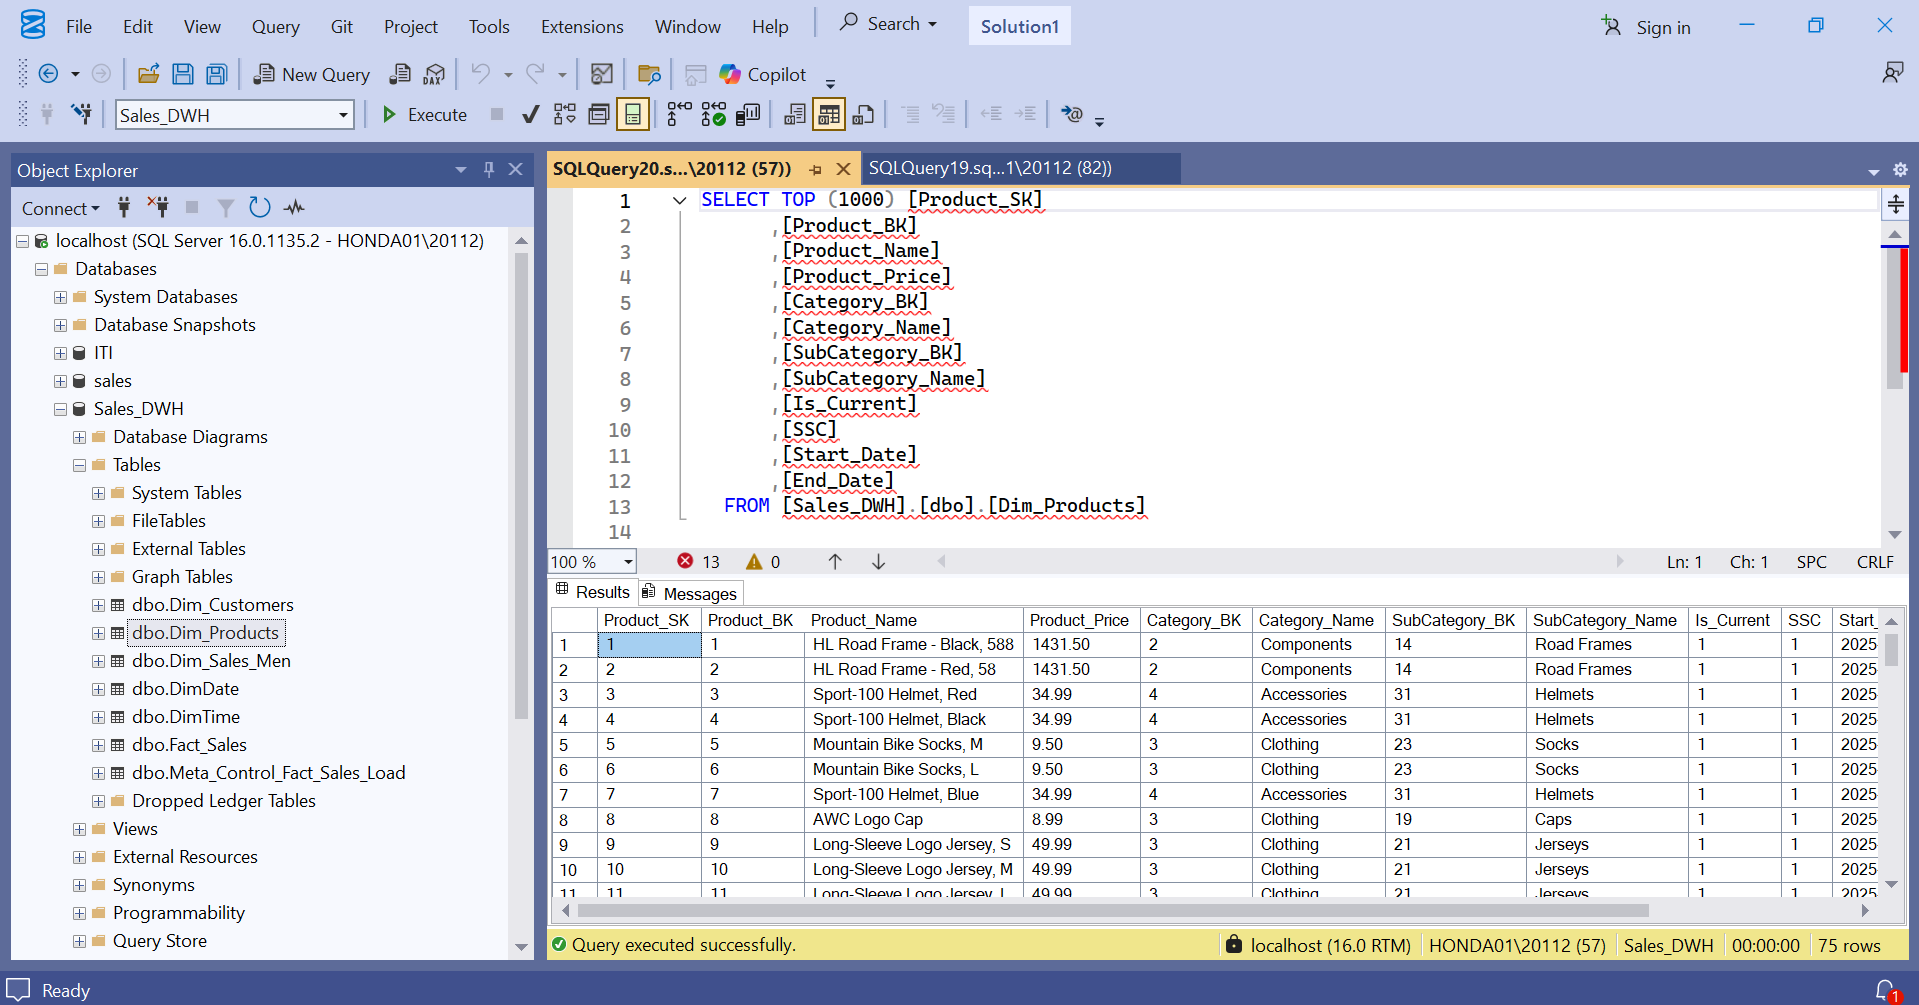 File Edit View Query Git Project Tools Extensions Window Help Search Solution1 Sign in
New Query DAX Copilot
Sales_DWH Execute
Object Explorer
Connect
localhost (SQL Server 16.0.1135.2 - HONDA01\20112)
Databases
System Databases
Database Snapshots
ITI
sales
Sales_DWH
Database Diagrams
Tables
System Tables
FileTables
External Tables
Graph Tables
dbo.Dim_Customers
dbo.Dim_Products
dbo.Dim_Sales_Men
dbo.DimDate
dbo.DimTime
dbo.Fact_Sales
dbo.Meta_Control_Fact_Sales_Load
Dropped Ledger Tables
Views
External Resources
Synonyms
Programmability
Query Store
SQLQuery20.s...\20112 (57)) SQLQuery19.sq...1\20112 (82))
1 SELECT TOP (1000) [Product_SK]
2 ,[Product_BK]
3 ,[Product_Name]
4 ,[Product_Price]
5 ,[Category_BK]
6 ,[Category_Name]
7 ,[SubCategory_BK]
8 ,[SubCategory_Name]
9 ,[Is_Current]
10 ,[SSC]
11 ,[Start_Date]
12 ,[End_Date]
13 FROM [Sales_DWH].[dbo].[Dim_Products]
14
100 % 13 0 Ln: 1 Ch: 1 SPC CRLF
Results Messages
Product_SK Product_BK Product_Name Product_Price Category_BK Category_Name SubCategory_BK SubCategory_Name Is_Current SSC Start_
1 1 1 HL Road Frame - Black, 588 1431.50 2 Components 14 Road Frames 1 1 2025-
2 2 2 HL Road Frame - Red, 58 1431.50 2 Components 14 Road Frames 1 1 2025-
3 3 3 Sport-100 Helmet, Red 34.99 4 Accessories 31 Helmets 1 1 2025-
4 4 4 Sport-100 Helmet, Black 34.99 4 Accessories 31 Helmets 1 1 2025-
5 5 5 Mountain Bike Socks, M 9.50 3 Clothing 23 Socks 1 1 2025-
6 6 6 Mountain Bike Socks, L 9.50 3 Clothing 23 Socks 1 1 2025-
7 7 7 Sport-100 Helmet, Blue 34.99 4 Accessories 31 Helmets 1 1 2025-
8 8 8 AWC Logo Cap 8.99 3 Clothing 19 Caps 1 1 2025-
9 9 9 Long-Sleeve Logo Jersey, S 49.99 3 Clothing 21 Jerseys 1 1 2025-
10 10 10 Long-Sleeve Logo Jersey, M 49.99 3 Clothing 21 Jerseys 1 1 2025-
11 11 11 Long-Sleeve Logo Jersey, L 49.99 3 Clothing 21 Jerseys 1 1 2025-
Query executed successfully. localhost (16.0 RTM) HONDA01\20112 (57) Sales_DWH 00:00:00 75 rows
Ready 1